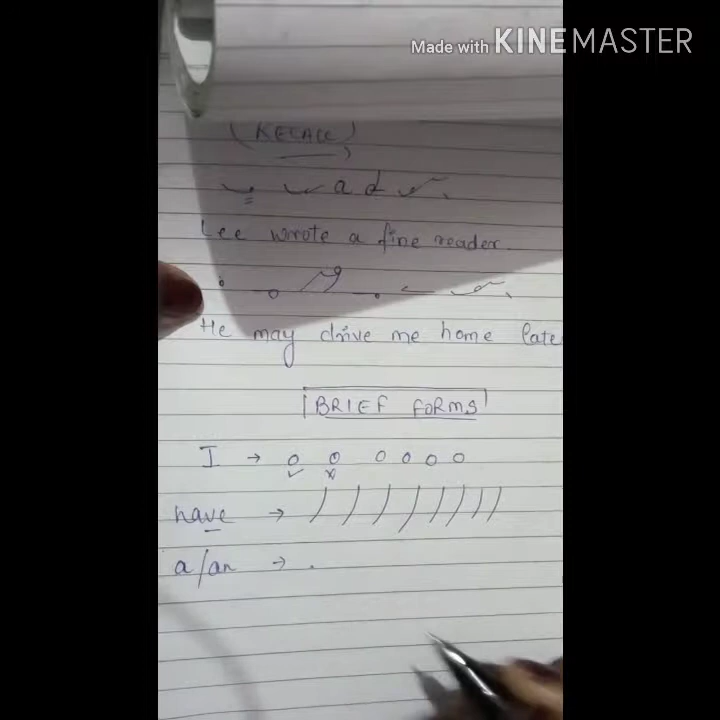 Made with KINEMASTER
(RECALL)
Lee wrote a fine reader.
He may drive me home late
BRIEF FORMS
I →
have →
a/an → .